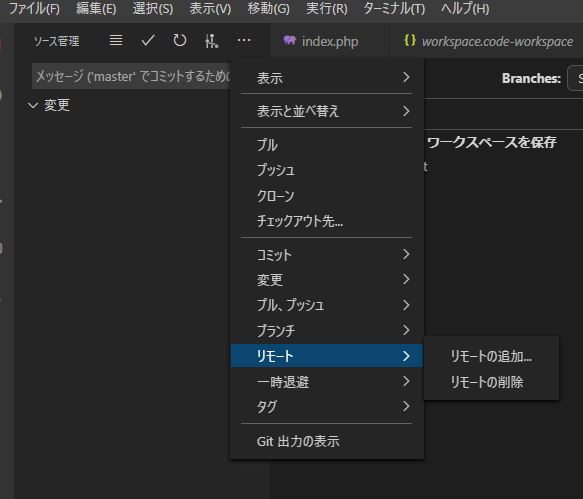 ファイル(F) 編集(E) 選択(S) 表示(V) 移動(G) 実行(R) ターミナル(T) ヘルプ(H)
ソース管理
index.php
{} workspace.code-workspace
メッセージ ('master' でコミットするため
Branches:
変更
ワークスペースを保存
表示
表示と並べ替え
プル
プッシュ
クローン
チェックアウト先...
コミット
変更
プル、プッシュ
ブランチ
リモート
リモートの追加...
リモートの削除
一時退避
タグ
Git 出力の表示